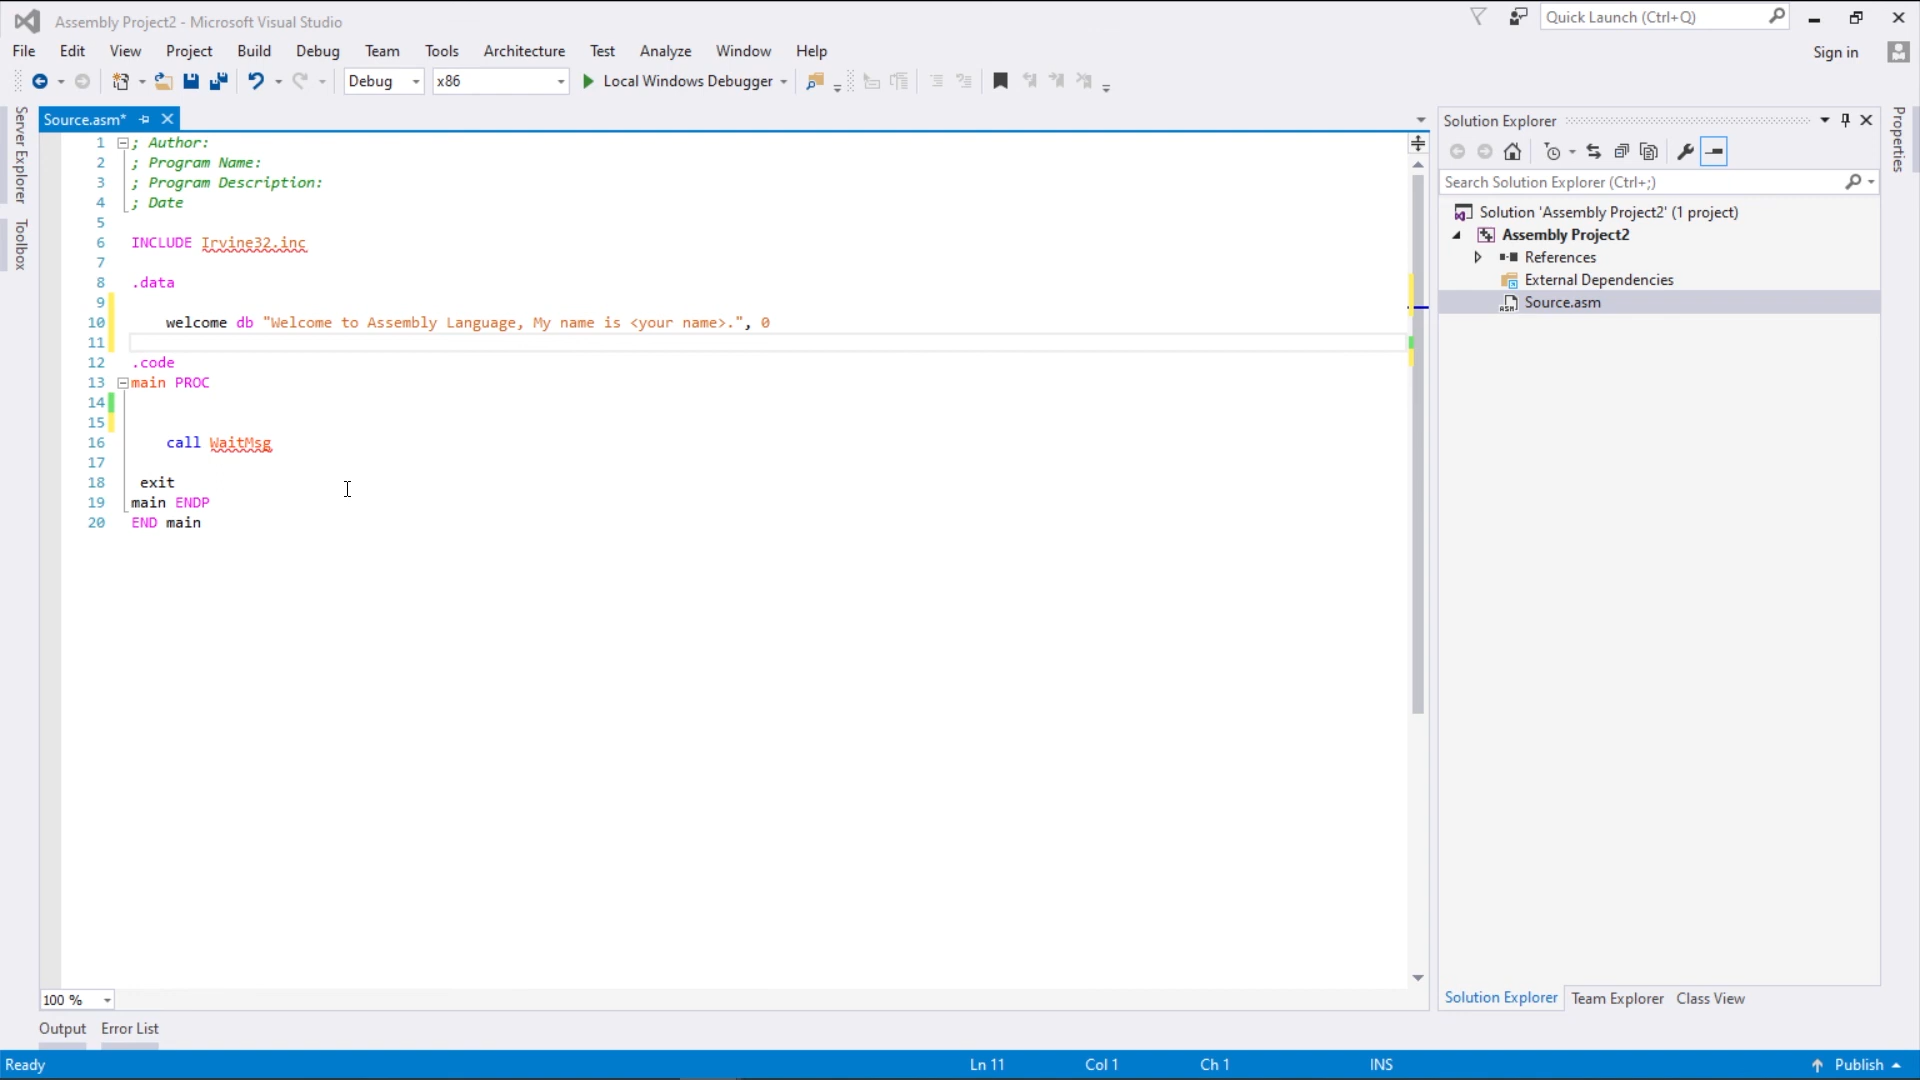 Assembly Project2 - Microsoft Visual Studio
Quick Launch (Ctrl+Q)
File Edit View Project Build Debug Team Tools Architecture Test Analyze Window Help
Sign in
Debug x86 Local Windows Debugger
Server Explorer
Toolbox
Source.asm*
1 ; Author:
2 ; Program Name:
3 ; Program Description:
4 ; Date
5
6 INCLUDE Irvine32.inc
7
8 .data
9
10 welcome db "Welcome to Assembly Language, My name is <your name>.", 0
11
12 .code
13 main PROC
14
15
16 call WaitMsg
17
18 exit
19 main ENDP
20 END main
100 %
Solution Explorer
Search Solution Explorer (Ctrl+;)
Solution 'Assembly Project2' (1 project)
Assembly Project2
References
External Dependencies
Source.asm
Properties
Solution Explorer Team Explorer Class View
Output Error List
Ready Ln 11 Col 1 Ch 1 INS Publish